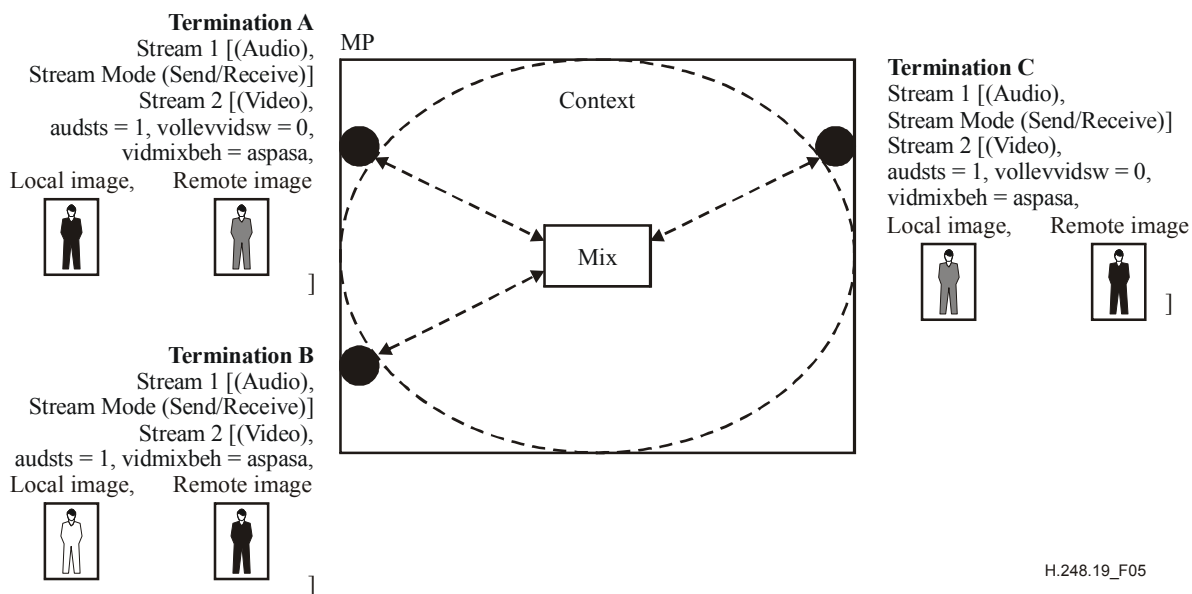 Termination A
Stream 1 [(Audio),
Stream Mode (Send/Receive)]
Stream 2 [(Video),
audsts = 1, vollevvidsw = 0,
vidmixbeh = aspasa,
Local image, Remote image
]
MP
Context
Mix
Termination C
Stream 1 [(Audio),
Stream Mode (Send/Receive)]
Stream 2 [(Video),
audsts = 1, vollevvidsw = 0,
vidmixbeh = aspasa,
Local image, Remote image
]
Termination B
Stream 1 [(Audio),
Stream Mode (Send/Receive)]
Stream 2 [(Video),
audsts = 1, vidmixbeh = aspasa,
Local image, Remote image
]
H.248.19_F05